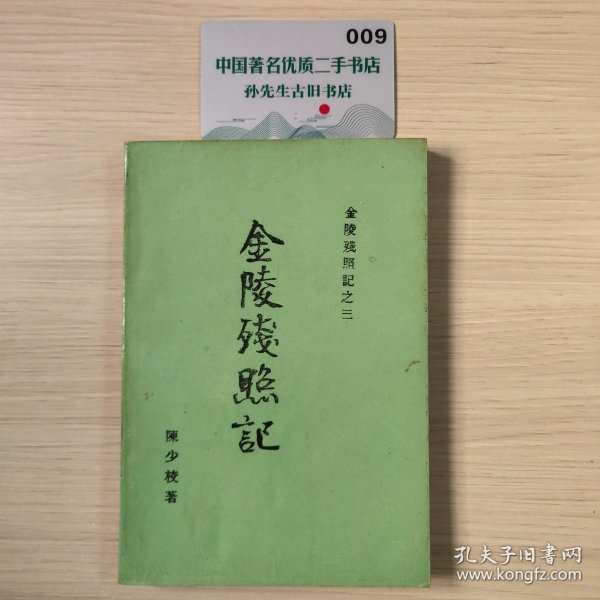 009
中国著名优质二手书店
孙先生古旧书店
金陵殘照記之三
金陵殘照記
陳少校著
孔夫子旧书网
www.kongfz.com